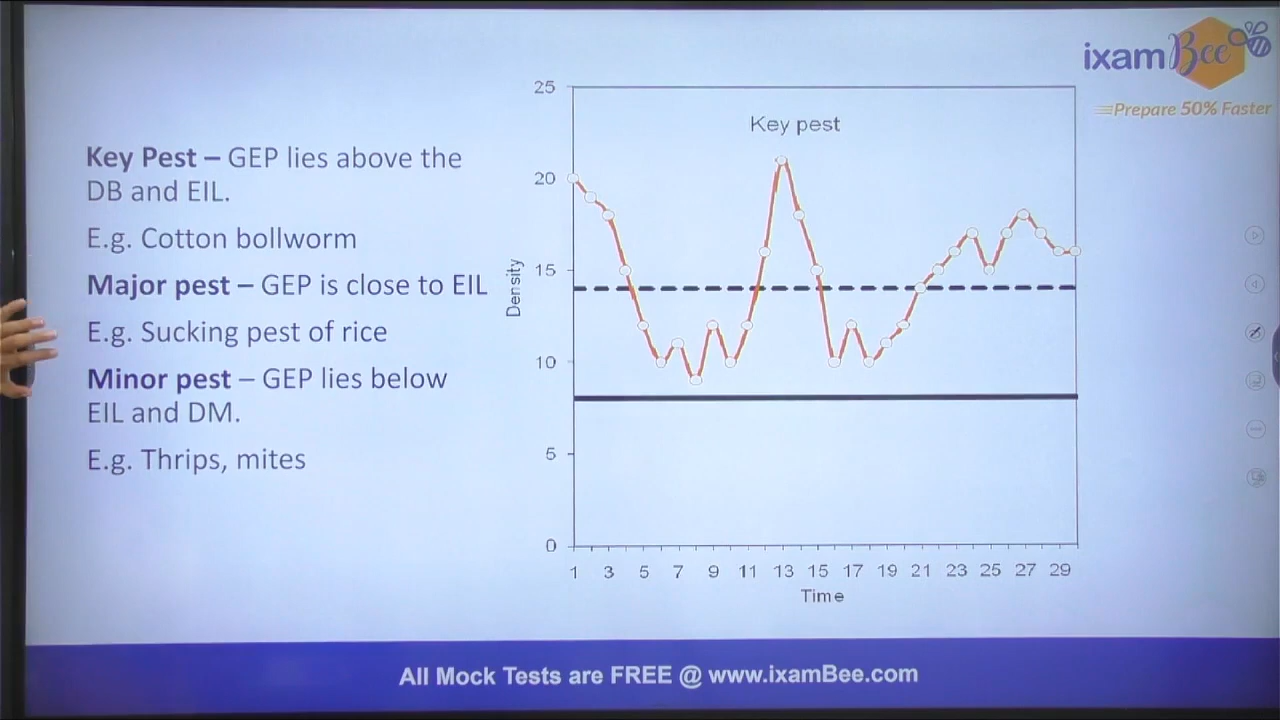 ixamBee
Prepare 50% Faster
Key Pest – GEP lies above the
DB and EIL.
E.g. Cotton bollworm
Major pest – GEP is close to EIL
E.g. Sucking pest of rice
Minor pest – GEP lies below
EIL and DM.
E.g. Thrips, mites
Key pest
25
20
15
10
5
0
Density
1 3 5 7 9 11 13 15 17 19 21 23 25 27 29
Time
All Mock Tests are FREE @ www.ixamBee.com